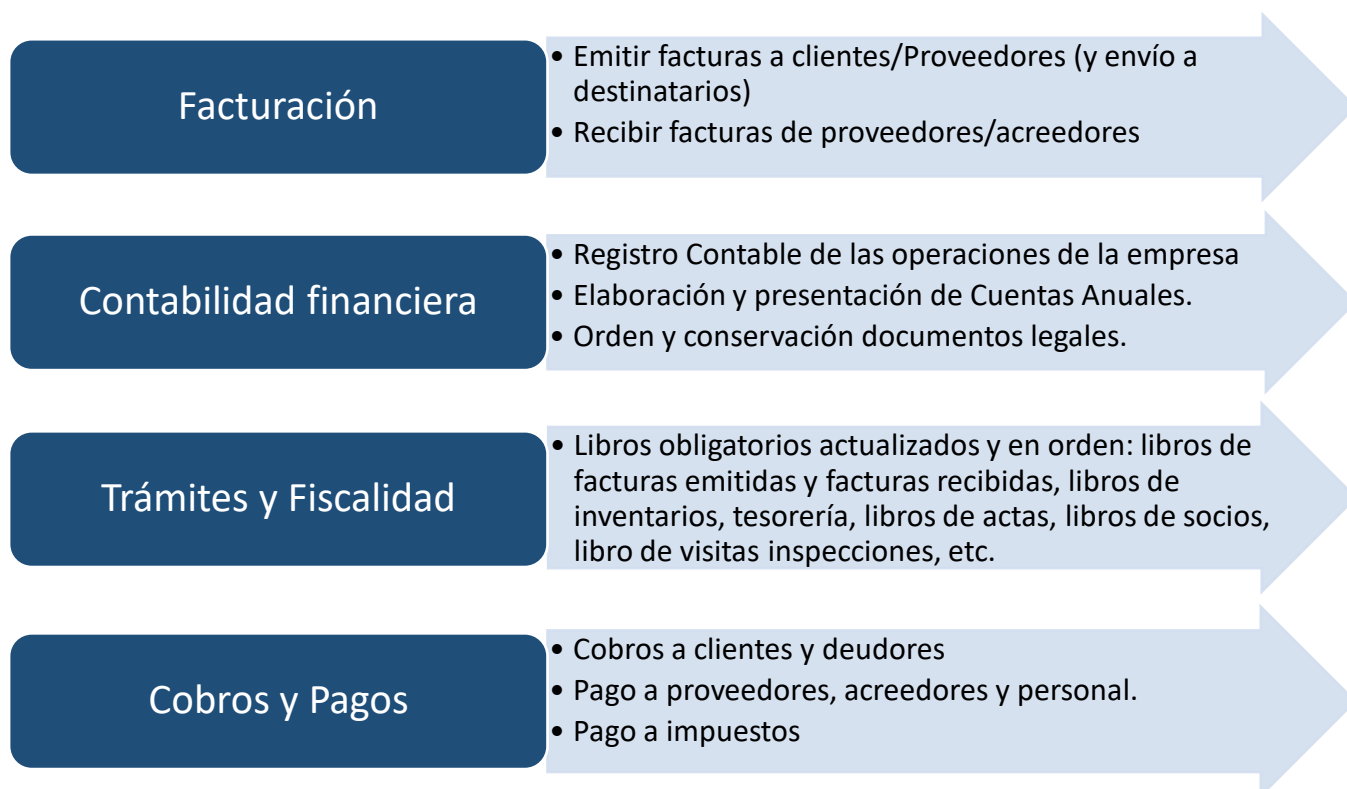 Facturación
• Emitir facturas a clientes/Proveedores (y envío a
destinatarios)
• Recibir facturas de proveedores/acreedores
Contabilidad financiera
• Registro Contable de las operaciones de la empresa
• Elaboración y presentación de Cuentas Anuales.
• Orden y conservación documentos legales.
Trámites y Fiscalidad
• Libros obligatorios actualizados y en orden: libros de
facturas emitidas y facturas recibidas, libros de
inventarios, tesorería, libros de actas, libros de socios,
libro de visitas inspecciones, etc.
Cobros y Pagos
• Cobros a clientes y deudores
• Pago a proveedores, acreedores y personal.
• Pago a impuestos